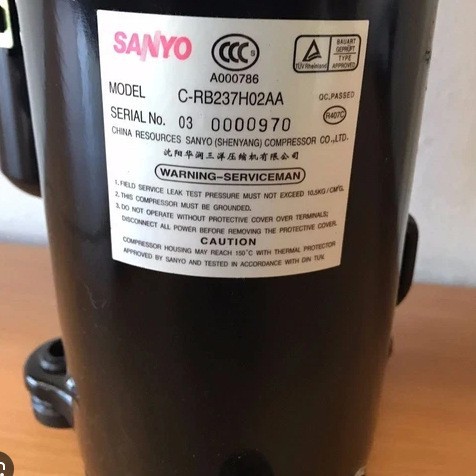 SANYO
CCC S
A000786
TÜVRheinland
BAUART
GEPRÜFT
TYPE
APPROVED
MODEL C-RB237H02AA QC,PASSED
SERIAL No. 03 0000970 R407C
CHINA RESOURCES SANYO (SHENYANG) COMPRESSOR CO.,LTD.
沈阳华润三洋压缩机有限公司
WARNING-SERVICEMAN
1. FIELD SERVICE LEAK TEST PRESSURE MUST NOT EXCEED 10.5KG/CM²G.
2. THIS COMPRESSOR MUST BE GROUNDED.
3. DO NOT OPERATE WITHOUT PROTECTIVE COVER OVER TERMINALS;
DISCONNECT ALL POWER BEFORE REMOVING THE PROTECTIVE COVER.
CAUTION
COMPRESSOR HOUSING MAY REACH 150°C WITH THERMAL PROTECTOR
APPROVED BY SANYO AND TESTED IN ACCORDANCE WITH DIN TUV.